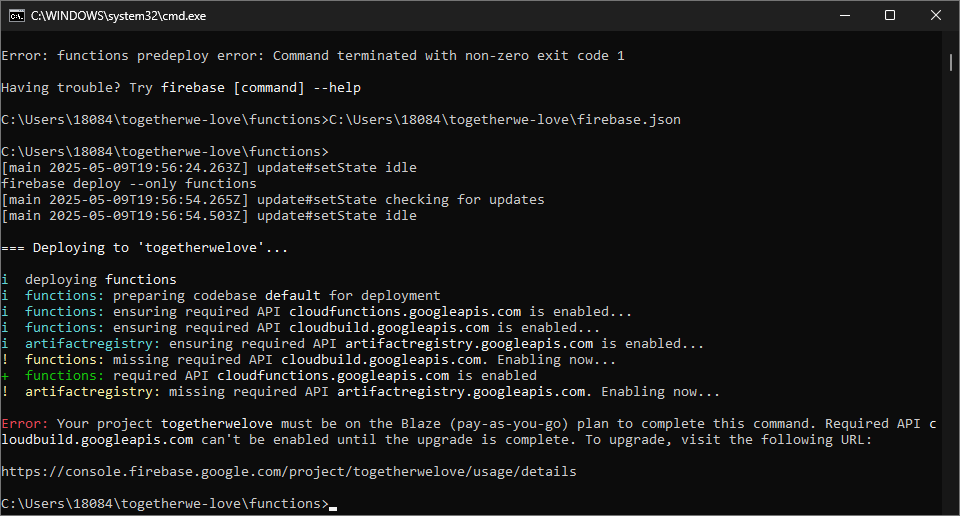 C:\WINDOWS\system32\cmd.exe
Error: functions predeploy error: Command terminated with non-zero exit code 1
Having trouble? Try firebase [command] --help
C:\Users\18084\togetherwe-love\functions>C:\Users\18084\togetherwe-love\firebase.json
C:\Users\18084\togetherwe-love\functions>
[main 2025-05-09T19:56:24.263Z] update#setState idle
firebase deploy --only functions
[main 2025-05-09T19:56:54.265Z] update#setState checking for updates
[main 2025-05-09T19:56:54.503Z] update#setState idle
=== Deploying to 'togetherwelove'...
i  deploying functions
i  functions: preparing codebase default for deployment
i  functions: ensuring required API cloudfunctions.googleapis.com is enabled...
i  functions: ensuring required API cloudbuild.googleapis.com is enabled...
i  artifactregistry: ensuring required API artifactregistry.googleapis.com is enabled...
!  functions: missing required API cloudbuild.googleapis.com. Enabling now...
+  functions: required API cloudfunctions.googleapis.com is enabled
!  artifactregistry: missing required API artifactregistry.googleapis.com. Enabling now...
Error: Your project togetherwelove must be on the Blaze (pay-as-you-go) plan to complete this command. Required API c
loudbuild.googleapis.com can't be enabled until the upgrade is complete. To upgrade, visit the following URL:
https://console.firebase.google.com/project/togetherwelove/usage/details
C:\Users\18084\togetherwe-love\functions>